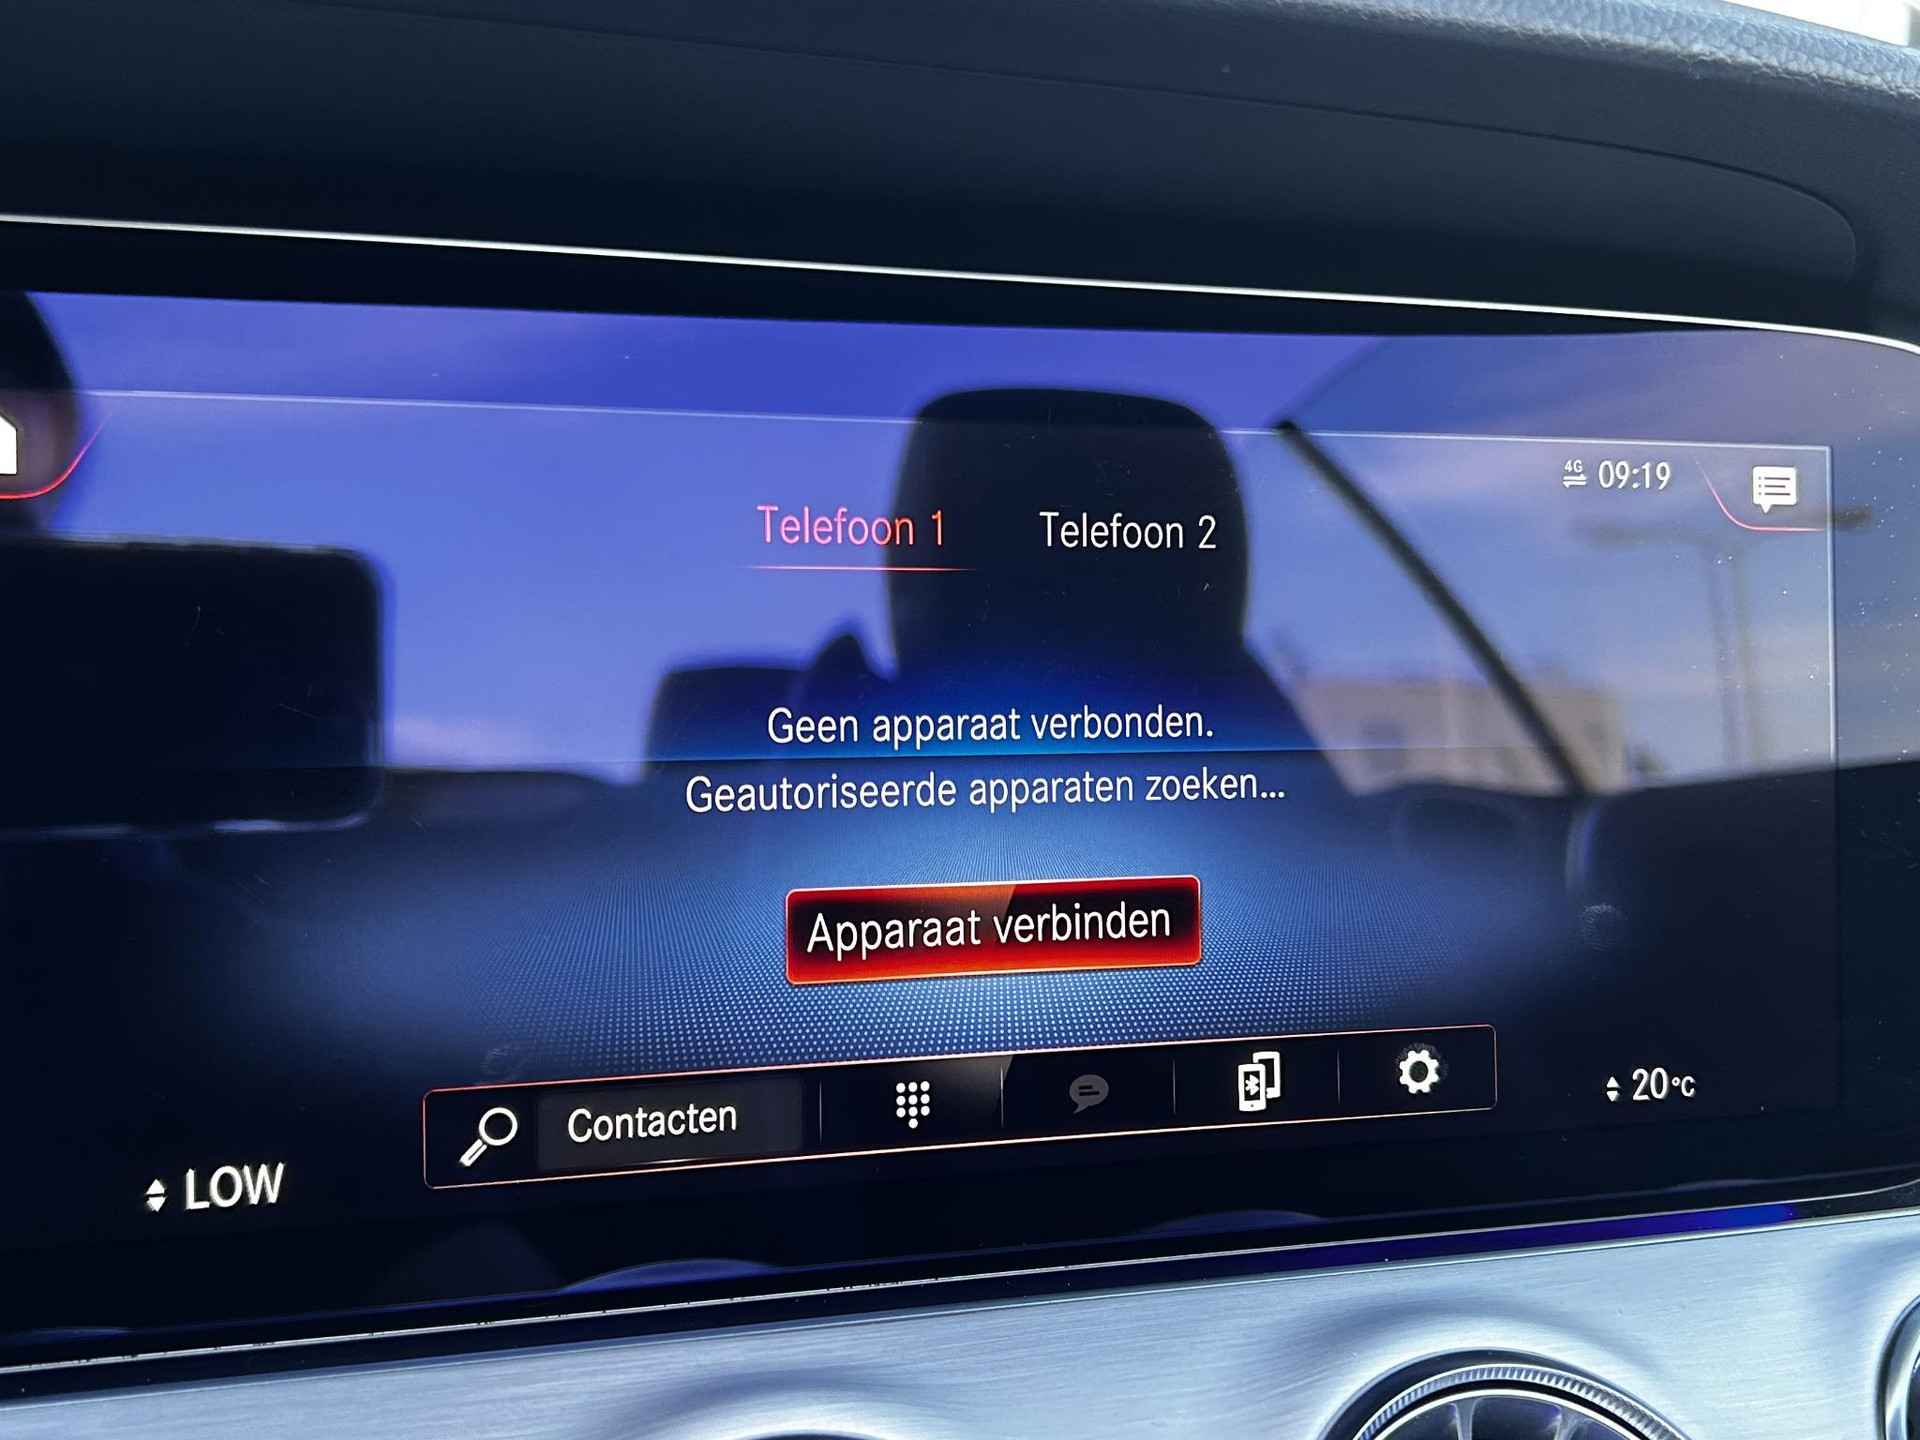 4G 09:19
Telefoon 1 Telefoon 2
Geen apparaat verbonden.
Geautoriseerde apparaten zoeken...
Apparaat verbinden
Contacten
LOW
20°C